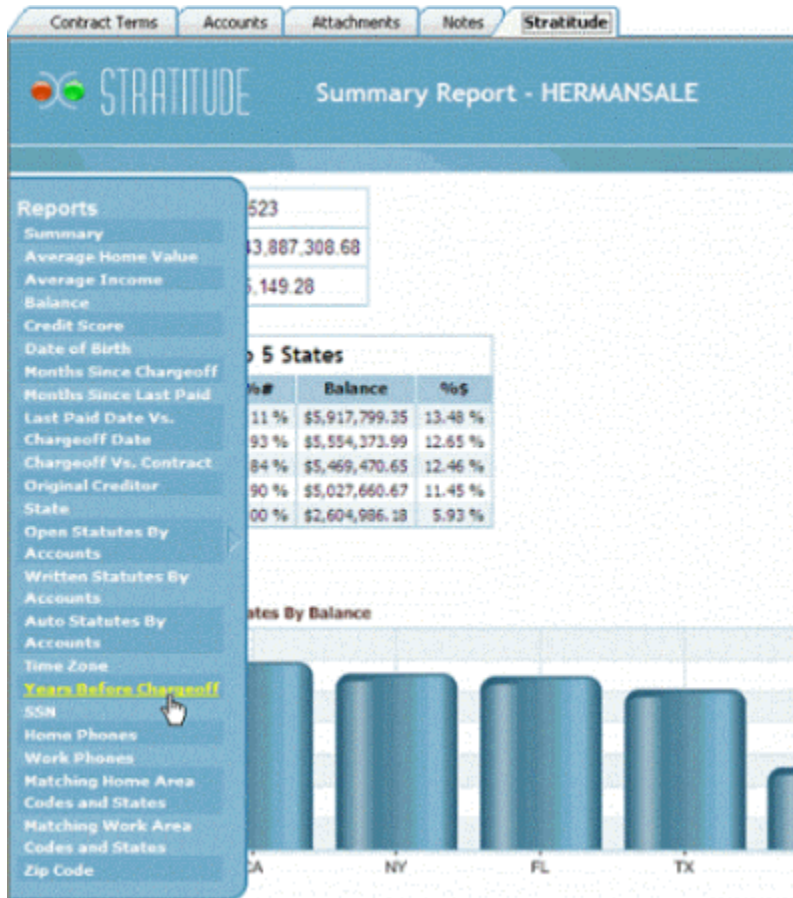 Contract Terms Accounts Attachments Notes Stratitude
STRATITUDE Summary Report - HERMANSALE
Reports
Summary
Average Home Value
Average Income
Balance
Credit Score
Date of Birth
Months Since Chargeoff
Months Since Last Paid
Last Paid Date Vs.
Chargeoff Date
Chargeoff Vs. Contract
Original Creditor
State
Open Statutes By
Accounts
Written Statutes By
Accounts
Auto Statutes By
Accounts
Time Zone
Years Before Chargeoff
SSN
Home Phones
Work Phones
Matching Home Area
Codes and States
Matching Work Area
Codes and States
Zip Code
523
3,887,308.68
,149.28
5 States
%# Balance %$
11 % $5,917,799.35 13.48 %
93 % $5,554,373.99 12.65 %
84 % $5,469,470.65 12.46 %
90 % $5,027,660.67 11.45 %
00 % $2,604,986.18 5.93 %
ates By Balance
CA NY FL TX